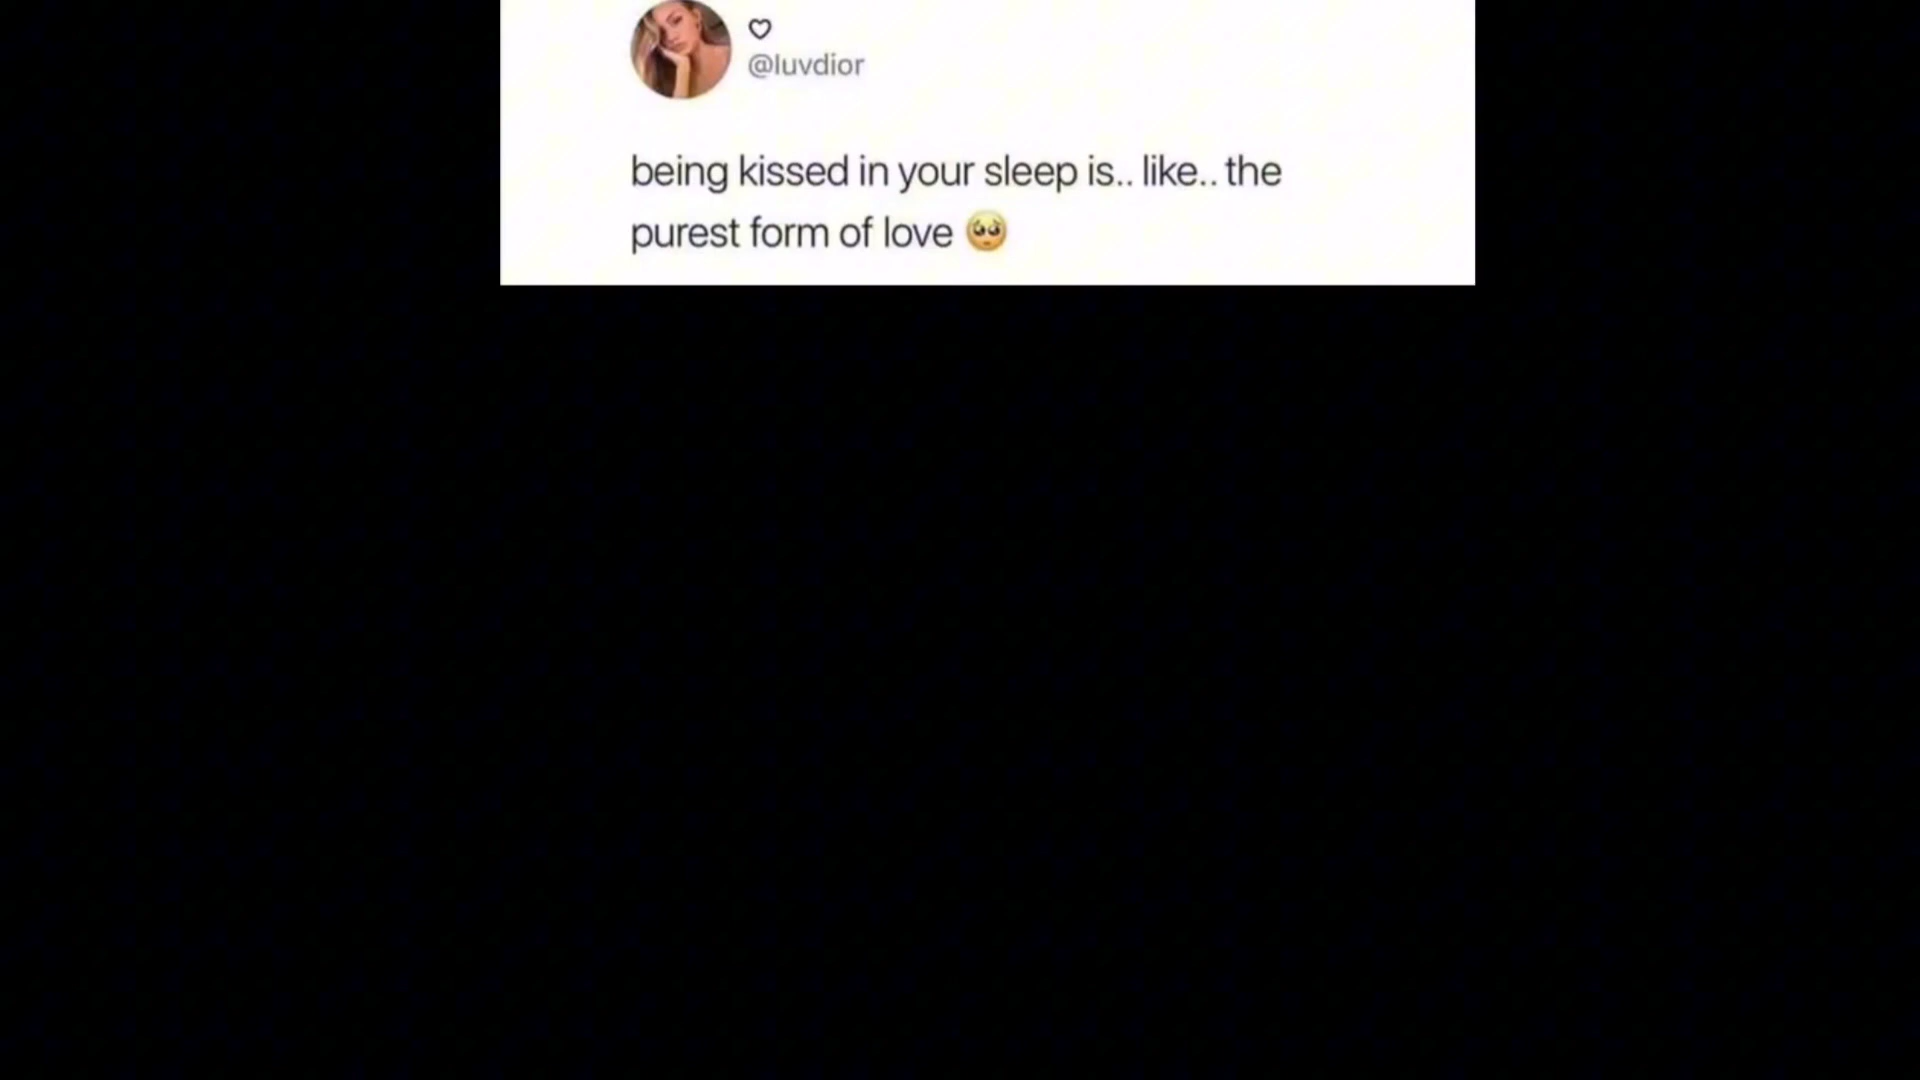 ♡
@luvdior
being kissed in your sleep is.. like.. the
purest form of love 🥺